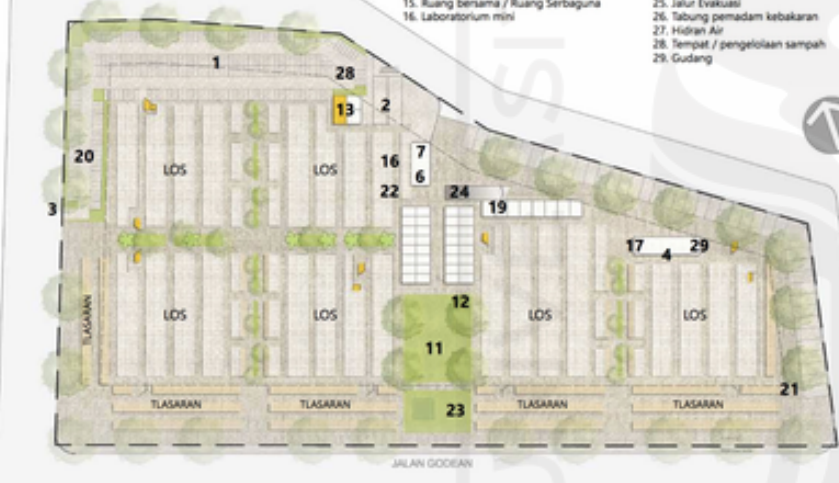 15. Ruang bersama / Ruang Serbaguna
16. Laboratorium mini
25. Jalur Evakuasi
26. Tabung pemadam kebakaran
27. Hidran Air
28. Tempat / pengelolaan sampah
29. Gudang
1
28
13
2
20
LOS
LOS
16
7
6
22
24
19
3
17
4
29
TLASARAN
LOS
LOS
12
11
LOS
LOS
21
TLASARAN
TLASARAN
23
TLASARAN
TLASARAN
JALAN GODEAN